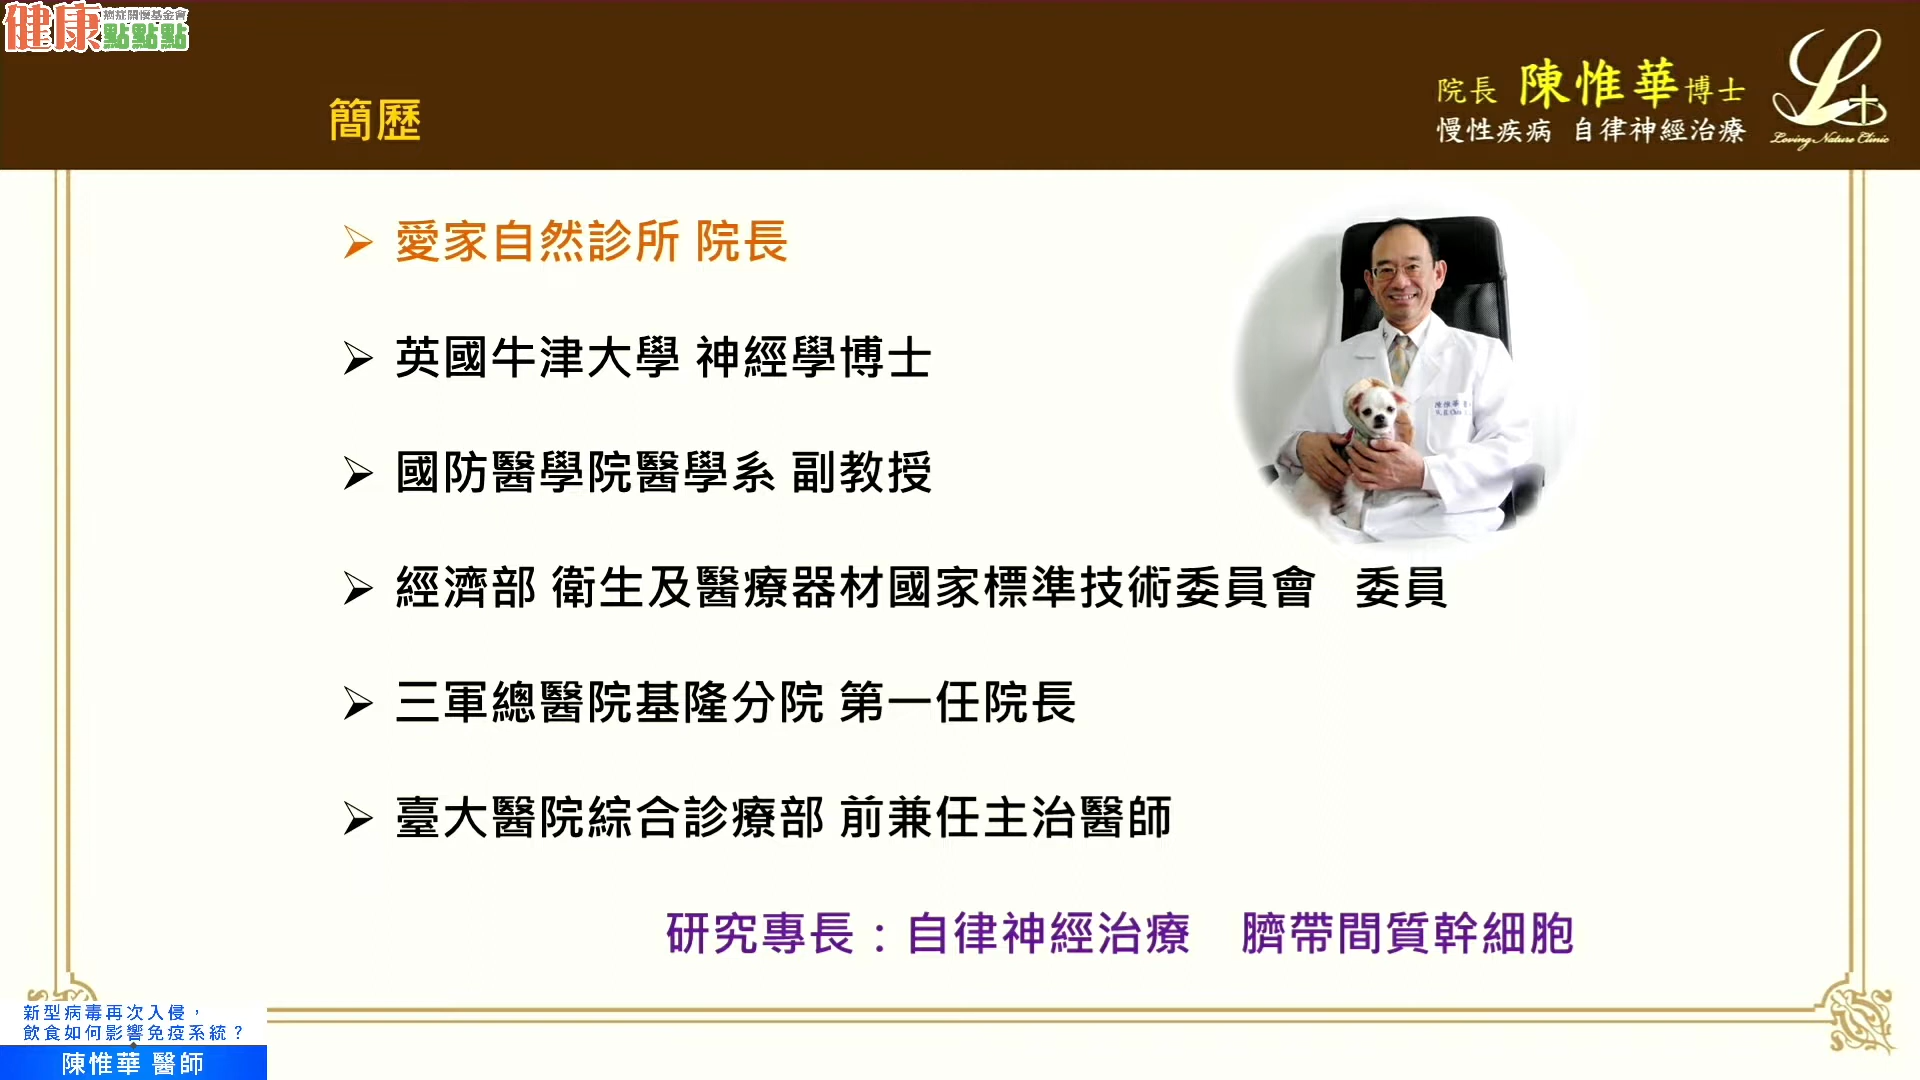 健康點點點
癌症關懷基金會
院長 陳惟華博士
慢性疾病 自律神經治療
Loving Nature Clinic
簡歷
愛家自然診所 院長
英國牛津大學 神經學博士
國防醫學院醫學系 副教授
經濟部 衛生及醫療器材國家標準技術委員會 委員
三軍總醫院基隆分院 第一任院長
臺大醫院綜合診療部 前兼任主治醫師
研究專長：自律神經治療 臍帶間質幹細胞
新型病毒再次入侵，
飲食如何影響免疫系統？
陳惟華 醫師